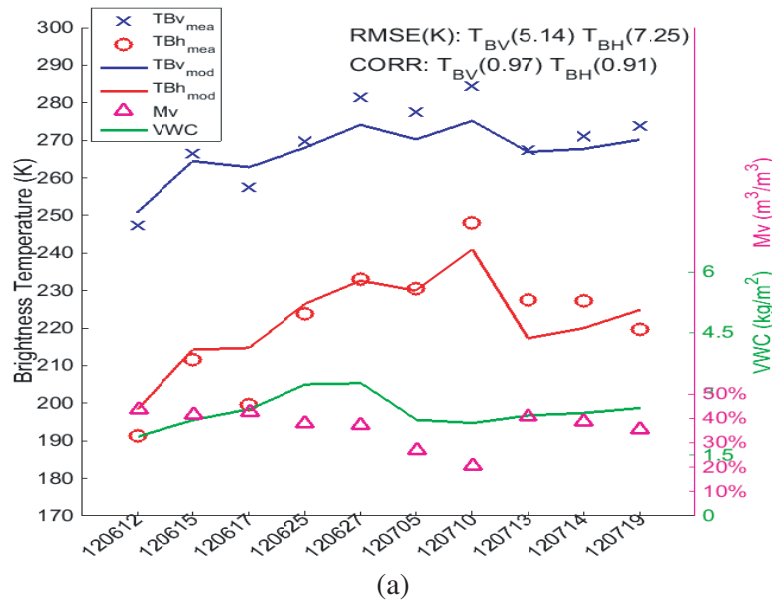 TBv_mea
TBh_mea
TBv_mod
TBh_mod
Mv
VWC
RMSE(K): T_BV(5.14) T_BH(7.25)
CORR: T_BV(0.97) T_BH(0.91)
Brightness Temperature (K)
300
290
280
270
260
250
240
230
220
210
200
190
180
170
120612
120615
120617
120625
120627
120705
120710
120713
120714
120719
Mv (m³/m³)
VWC (kg/m²)
6
4.5
1.5
0
50%
40%
30%
20%
10%
(a)